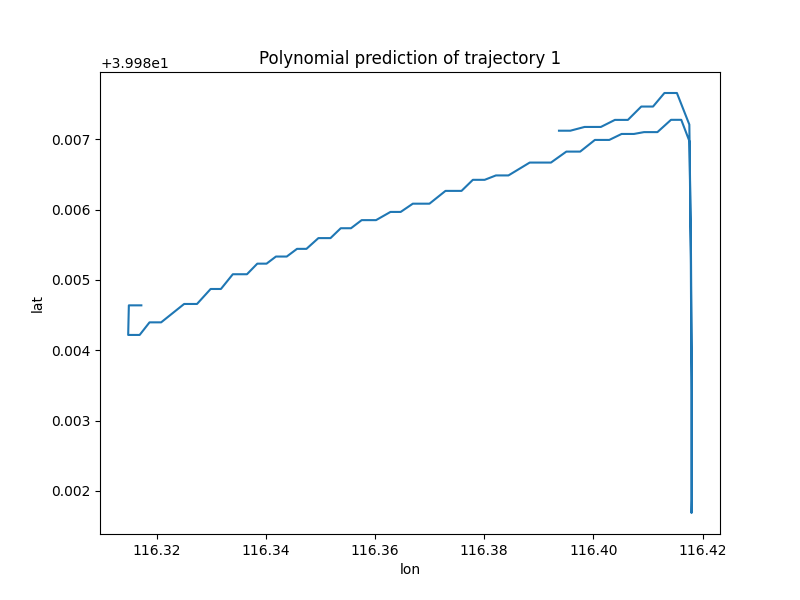 Polynomial prediction of trajectory 1
+3.998e1
0.007
0.006
0.005
0.004
0.003
0.002
lat
116.32 116.34 116.36 116.38 116.40 116.42
lon